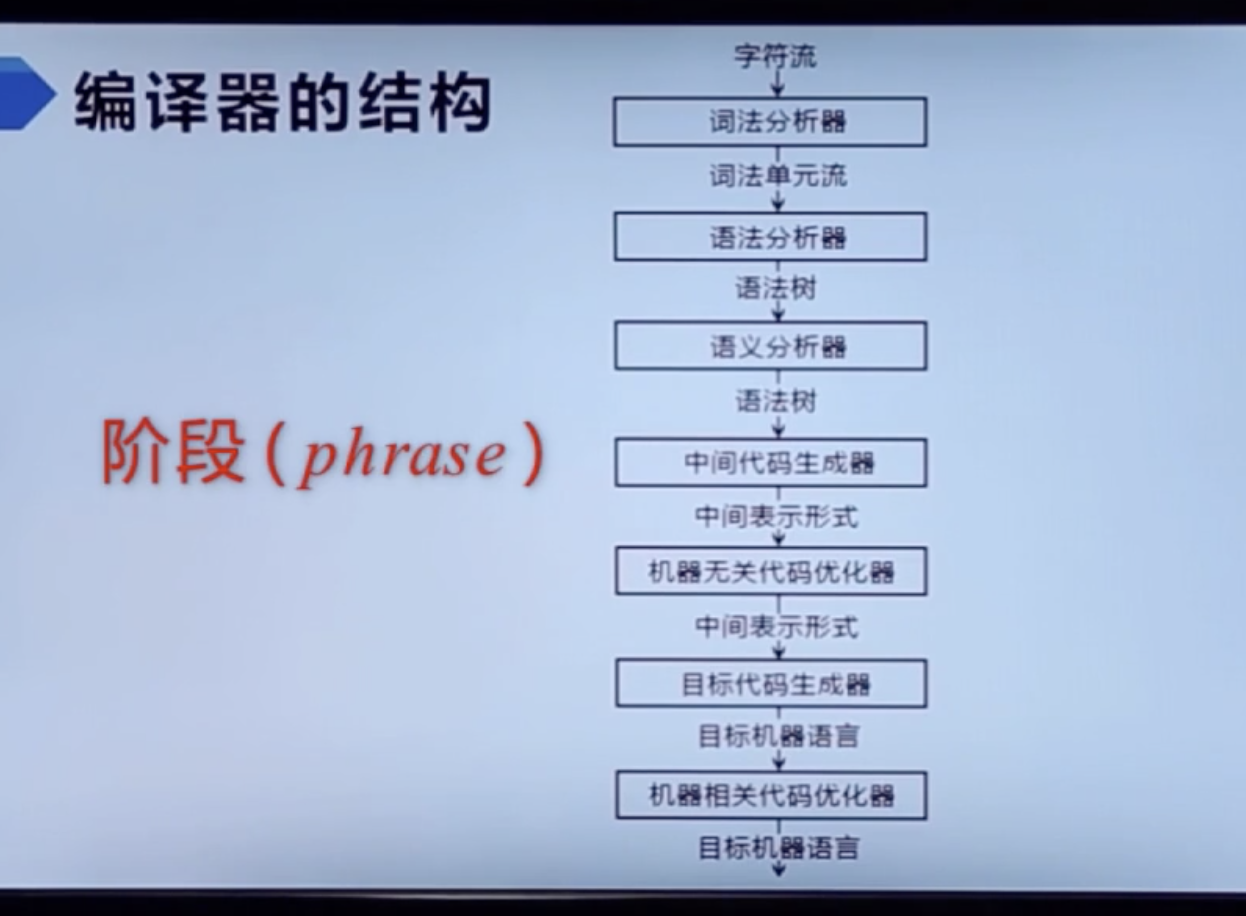 编译器的结构
阶段(phrase)
字符流
词法分析器
词法单元流
语法分析器
语法树
语义分析器
语法树
中间代码生成器
中间表示形式
机器无关代码优化器
中间表示形式
目标代码生成器
目标机器语言
机器相关代码优化器
目标机器语言